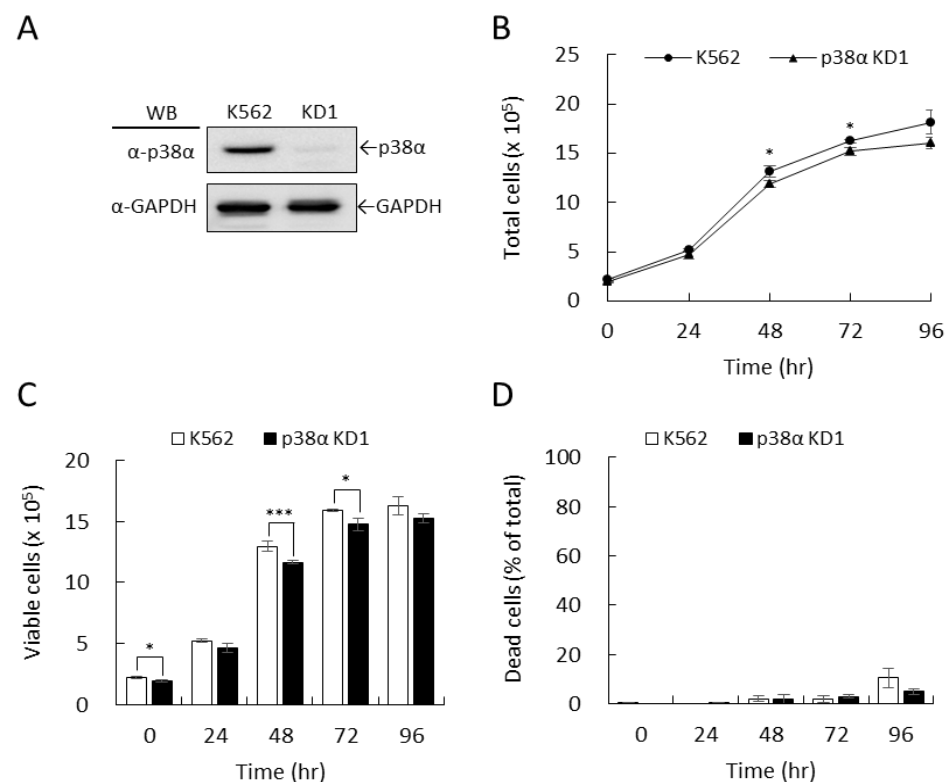 A
WB K562 KD1
α-p38α ←p38α
α-GAPDH ←GAPDH
B
K562 p38α KD1
Total cells (x 10⁵)
25
20
15
10
5
0
* *
0 24 48 72 96
Time (hr)
C
K562 p38α KD1
Viable cells (x 10⁵)
20
15
10
5
0
* *** *
0 24 48 72 96
Time (hr)
D
K562 p38α KD1
Dead cells (% of total)
100
80
60
40
20
0
0 24 48 72 96
Time (hr)